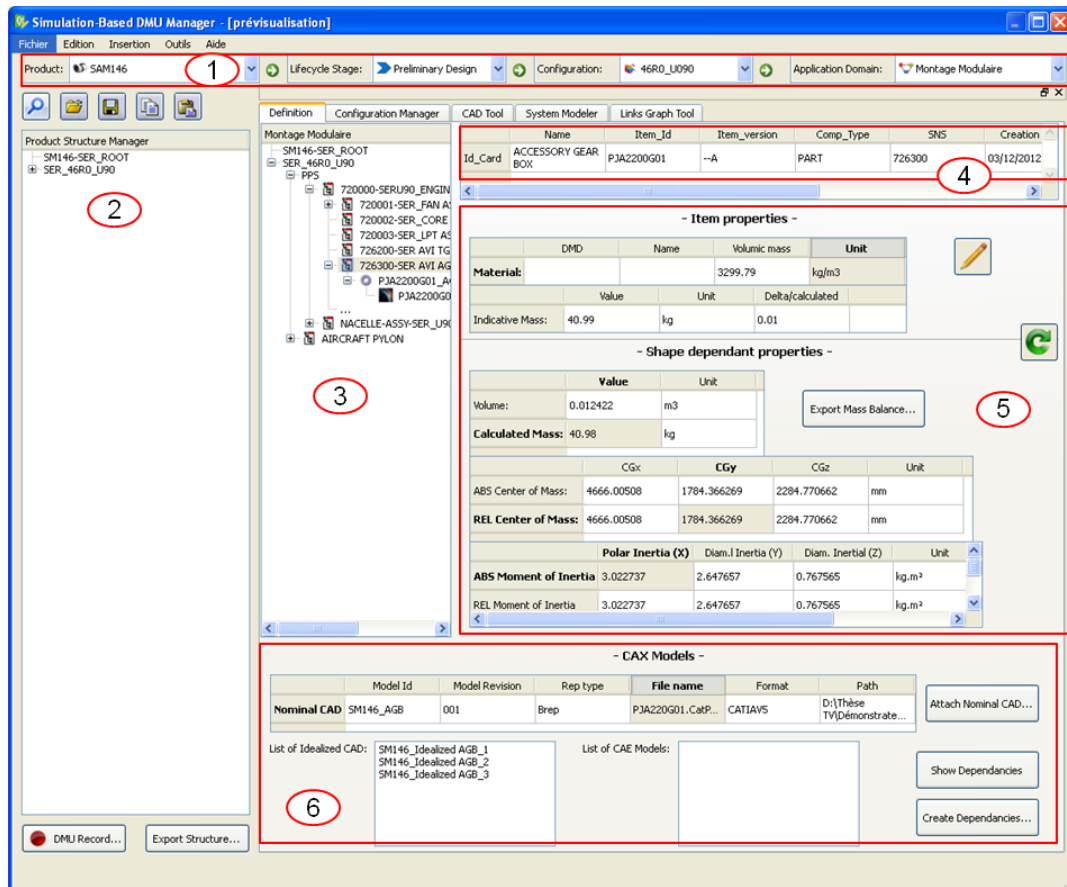 Simulation-Based DMU Manager - [prévisualisation]
Fichier Edition Insertion Outils Aide
Product: SAM146 1 Lifecycle Stage: Preliminary Design Configuration: 46R0_U090 Application Domain: Montage Modulaire
Definition Configuration Manager CAD Tool System Modeler Links Graph Tool
Product Structure Manager
SM146-SER_ROOT
SER_46R0_U90
2
Montage Modulaire
SM146-SER_ROOT
SER_46R0_U90
PPS
720000-SERU90_ENGIN
720001-SER_FAN A
720002-SER_CORE
720003-SER_LPT AS
726200-SER AVI TG
726300-SER AVI AG
PJA2200G01_A
PJA2200G0
...
NACELLE-ASSY-SER_U90
AIRCRAFT PYLON
3
Name Item_Id Item_version Comp_Type SNS Creation
Id_Card ACCESSORY GEAR BOX PJA2200G01 --A PART 726300 03/12/2012
4
- Item properties -
DMD Name Volumic mass Unit
Material: 3299.79 kg/m3
Value Unit Delta/calculated
Indicative Mass: 40.99 kg 0.01
- Shape dependant properties -
Value Unit
Volume: 0.012422 m3
Calculated Mass: 40.98 kg
Export Mass Balance...
5
CGx CGy CGz Unit
ABS Center of Mass: 4666.00508 1784.366269 2284.770662 mm
REL Center of Mass: 4666.00508 1784.366269 2284.770662 mm
Polar Inertia (X) Diam.l Inertia (Y) Diam. Inertial (Z) Unit
ABS Moment of Inertia 3.022737 2.647657 0.767565 kg.m²
REL Moment of Inertia 3.022737 2.647657 0.767565 kg.m²
- CAX Models -
Model Id Model Revision Rep type File name Format Path
Nominal CAD SM146_AGB 001 Brep PJA220G01.CatP... CATIAV5 D:\Thèse TV\Démonstrate...
Attach Nominal CAD...
List of Idealized CAD:
SM146_Idealized AGB_1
SM146_Idealized AGB_2
SM146_Idealized AGB_3
List of CAE Models:
Show Dependancies
Create Dependancies...
6
DMU Record... Export Structure...